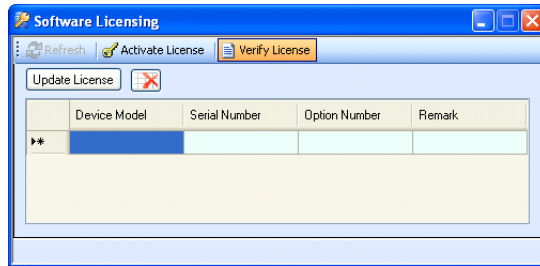 Software Licensing
Refresh Activate License Verify License
Update License
Device Model Serial Number Option Number Remark